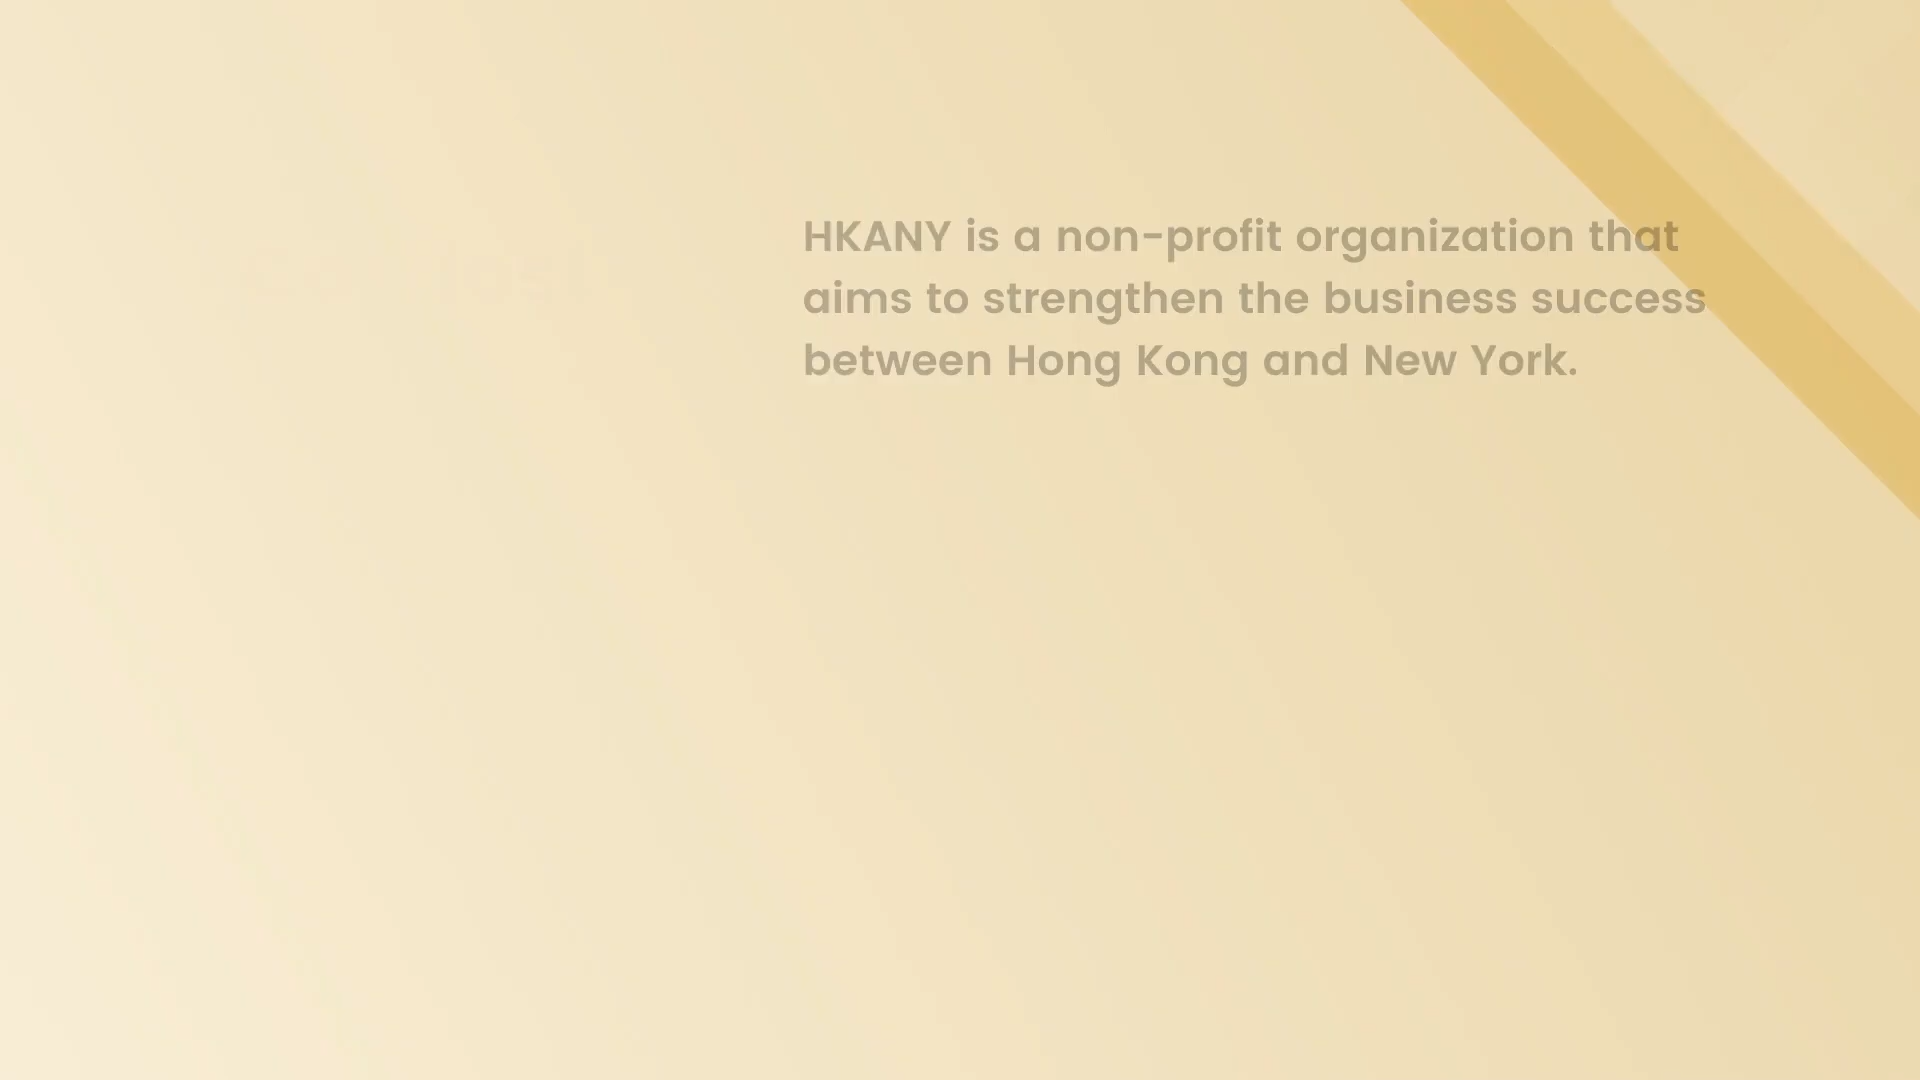 HKANY is a non-profit organization that
aims to strengthen the business success
between Hong Kong and New York.